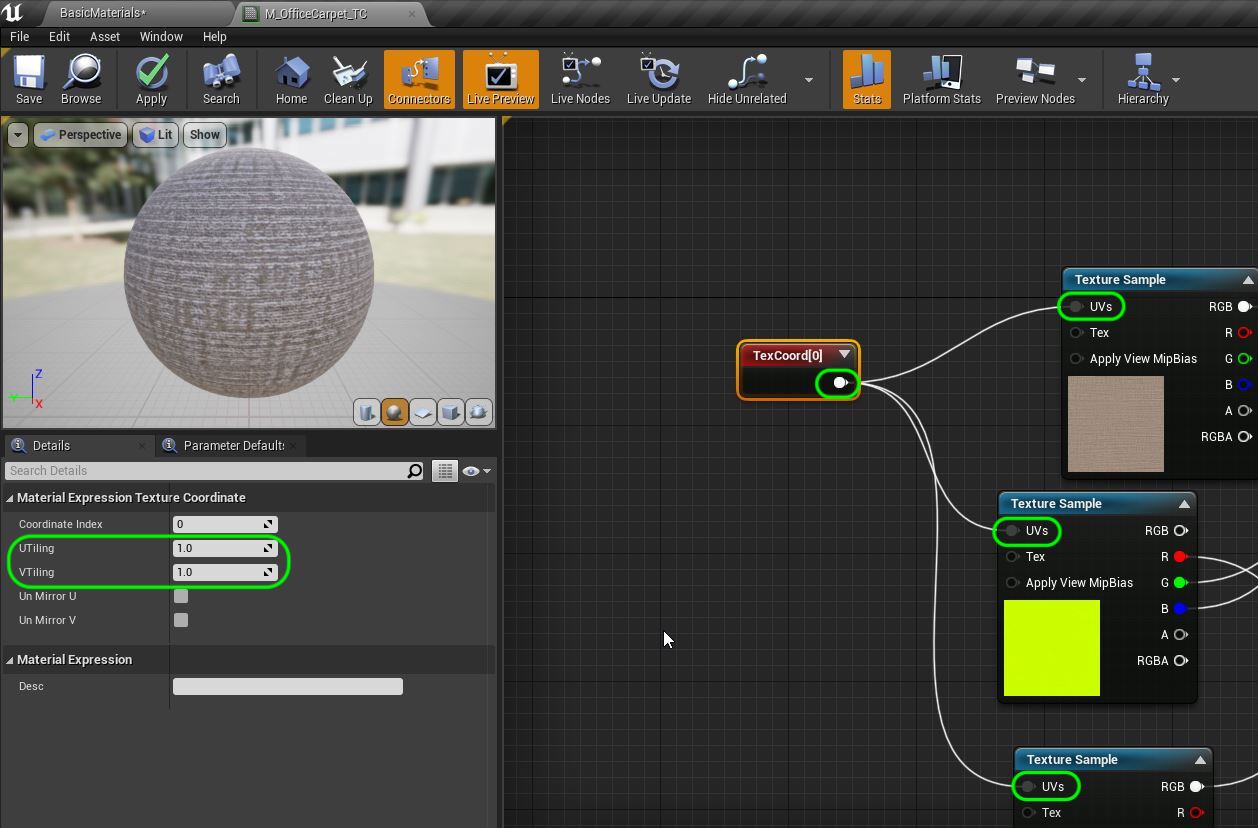 BasicMaterials*
M_OfficeCarpet_TC
File Edit Asset Window Help
Save Browse Apply Search Home Clean Up Connectors Live Preview Live Nodes Live Update Hide Unrelated Stats Platform Stats Preview Nodes Hierarchy
Perspective Lit Show
Z
Y
X
Details
Parameter Defaults
Search Details
Material Expression Texture Coordinate
Coordinate Index 0
UTiling 1.0
VTiling 1.0
Un Mirror U
Un Mirror V
Material Expression
Desc
TexCoord[0]
Texture Sample
UVs RGB
Tex R
Apply View MipBias G
B
A
RGBA
Texture Sample
UVs RGB
Tex R
Apply View MipBias G
B
A
RGBA
Texture Sample
UVs RGB
Tex R